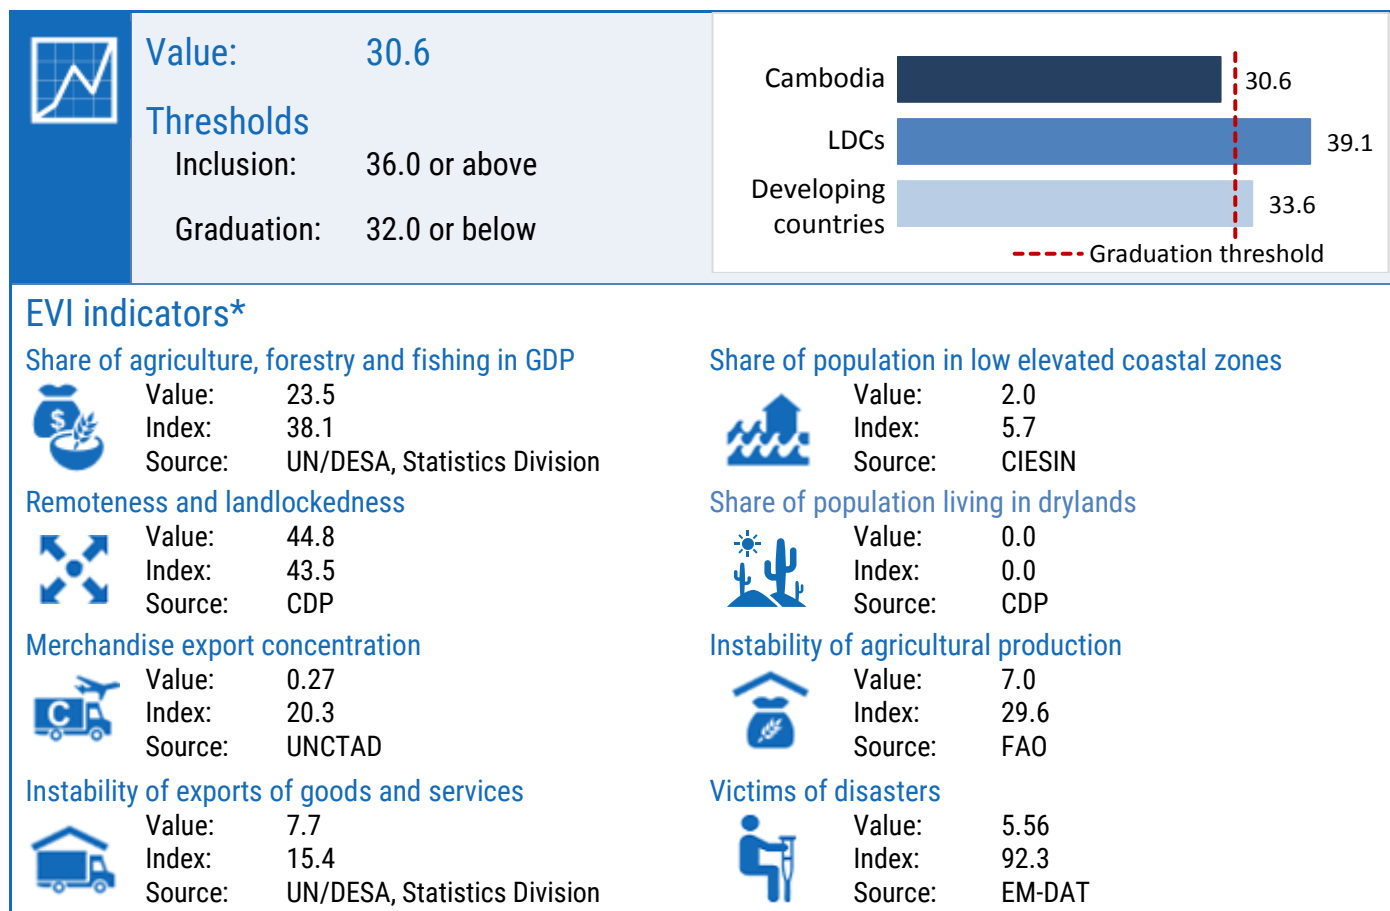 Value: 30.6
Thresholds
Inclusion: 36.0 or above
Graduation: 32.0 or below
Cambodia 30.6
LDCs 39.1
Developing
countries 33.6
Graduation threshold
EVI indicators*
Share of agriculture, forestry and fishing in GDP
Value: 23.5
Index: 38.1
Source: UN/DESA, Statistics Division
Share of population in low elevated coastal zones
Value: 2.0
Index: 5.7
Source: CIESIN
Remoteness and landlockedness
Value: 44.8
Index: 43.5
Source: CDP
Share of population living in drylands
Value: 0.0
Index: 0.0
Source: CDP
Merchandise export concentration
C
Value: 0.27
Index: 20.3
Source: UNCTAD
Instability of agricultural production
Value: 7.0
Index: 29.6
Source: FAO
Instability of exports of goods and services
Value: 7.7
Index: 15.4
Source: UN/DESA, Statistics Division
Victims of disasters
Value: 5.56
Index: 92.3
Source: EM-DAT